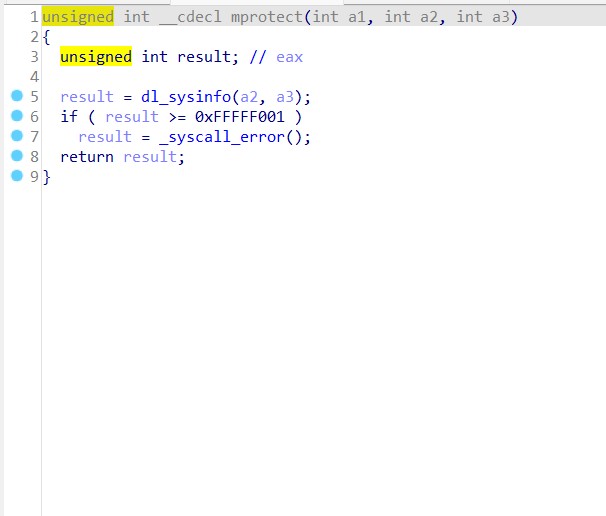 1 unsigned int __cdecl mprotect(int a1, int a2, int a3)
2 {
3 unsigned int result; // eax
4
5 result = dl_sysinfo(a2, a3);
6 if ( result >= 0xFFFFF001 )
7 result = _syscall_error();
8 return result;
9 }